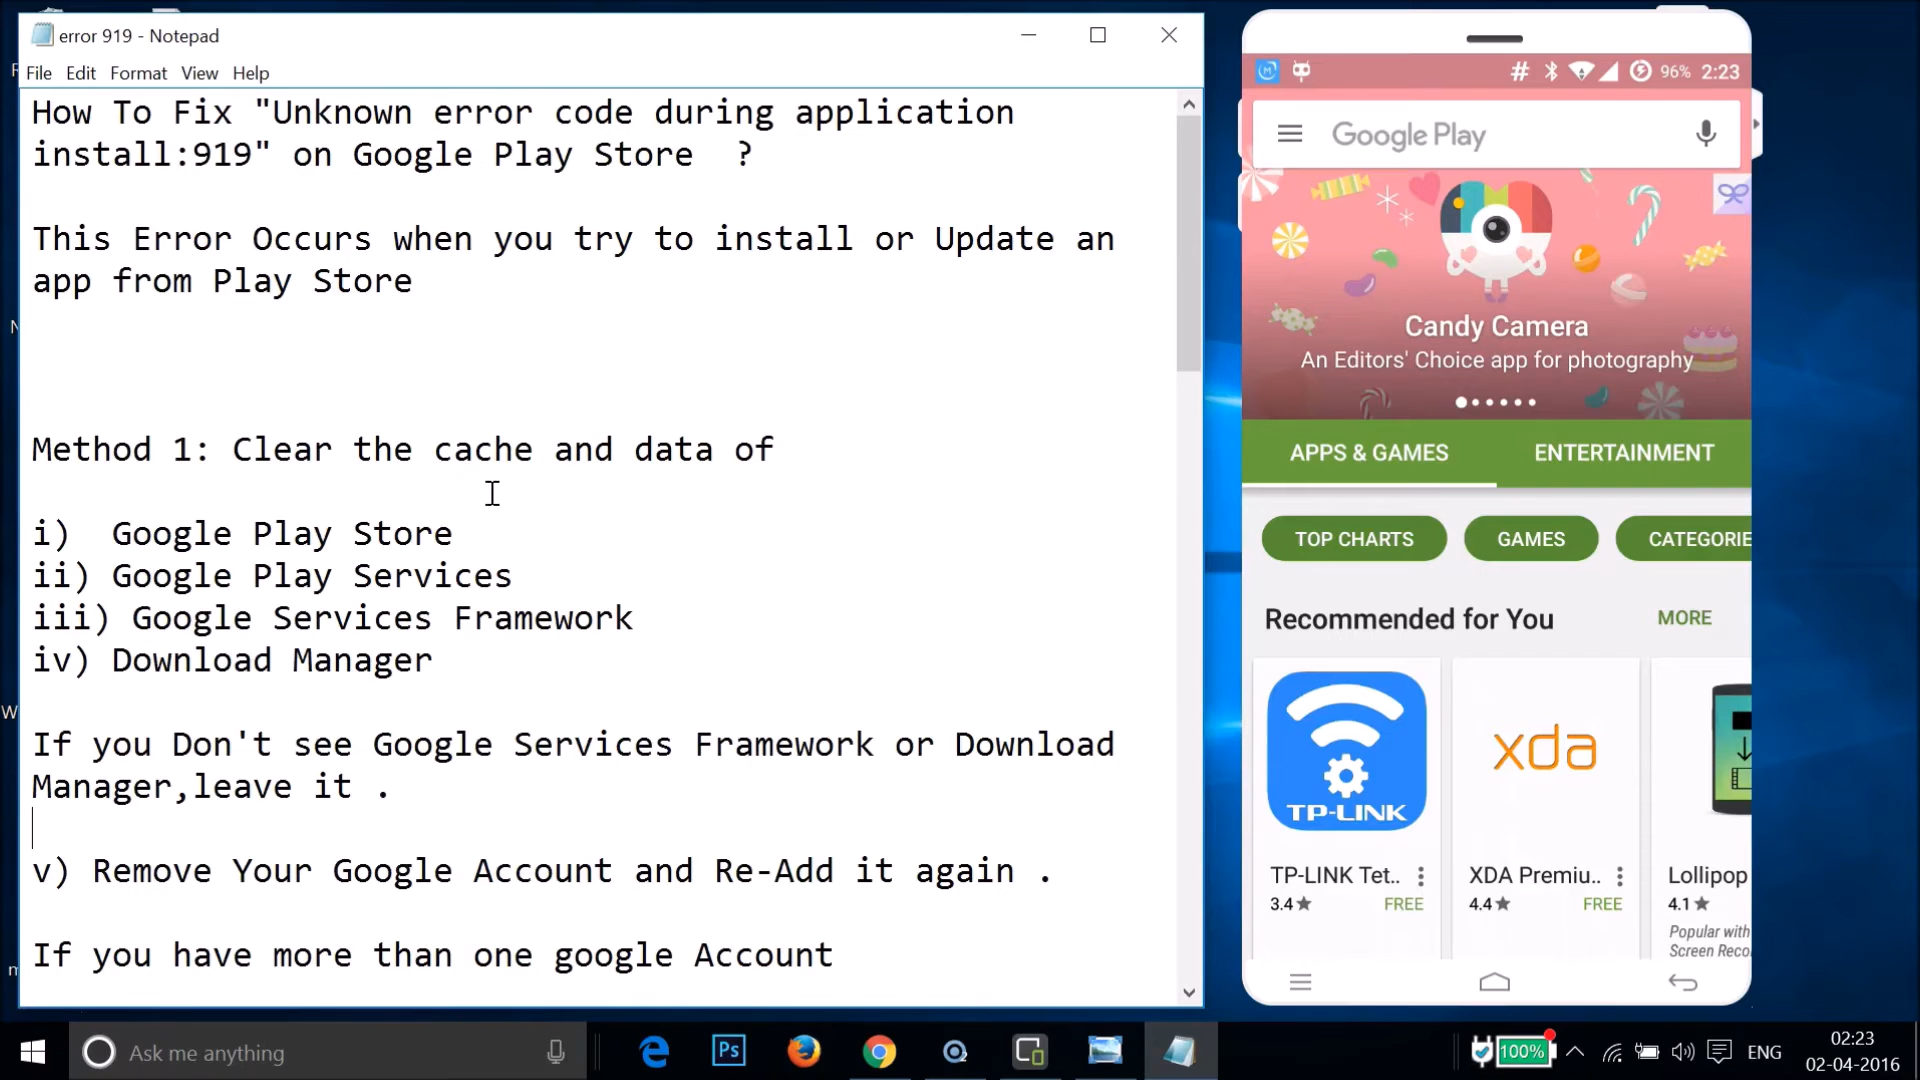 error 919 - Notepad
File Edit Format View Help
How To Fix "Unknown error code during application
install:919" on Google Play Store  ?
This Error Occurs when you try to install or Update an
app from Play Store
Method 1: Clear the cache and data of
i)  Google Play Store
ii) Google Play Services
iii) Google Services Framework
iv) Download Manager
If you Don't see Google Services Framework or Download
Manager,leave it .
v) Remove Your Google Account and Re-Add it again .
If you have more than one google Account
96% 2:23
Google Play
Candy Camera
An Editors' Choice app for photography
APPS & GAMES ENTERTAINMENT
TOP CHARTS GAMES CATEGORIE
Recommended for You MORE
TP-LINK
xda
TP-LINK Tet.. XDA Premiu.. Lollipop
3.4★ FREE 4.4★ FREE 4.1★
Popular with
Screen Reco
Ask me anything
Ps
100%
ENG
02:23
02-04-2016